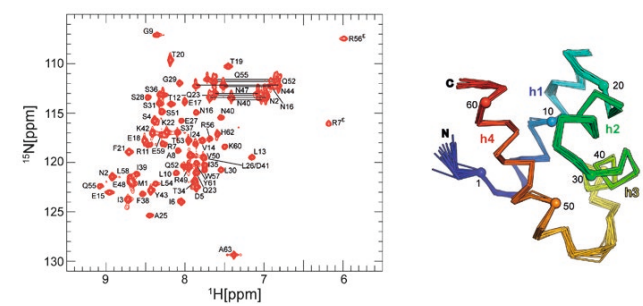 G9
R56ᴱ
110
T20
T19
Q55
G29
Q52
S36
Q23
N47
N44
S28
T12
E17
N40
N2
S31
N16
N16
N40
S51
115
S4
K22
E27
R7ᴱ
K42
S37
R56
H62
E18
T63
I24
F21
R11
E59
R7
V14
K60
A8
V50
L13
120
I39
Q52
I35
L26/D41
N2
L58
L10
R49
W57
L30
Q55
E48
M1
L54
T34
Y61
E15
Y43
Q23
I3
F38
I6
D5
125
A25
A63
130
9
8
7
6
¹⁵N[ppm]
¹H[ppm]
C
h1
20
60
10
h2
h4
N
40
30
h3
1
50